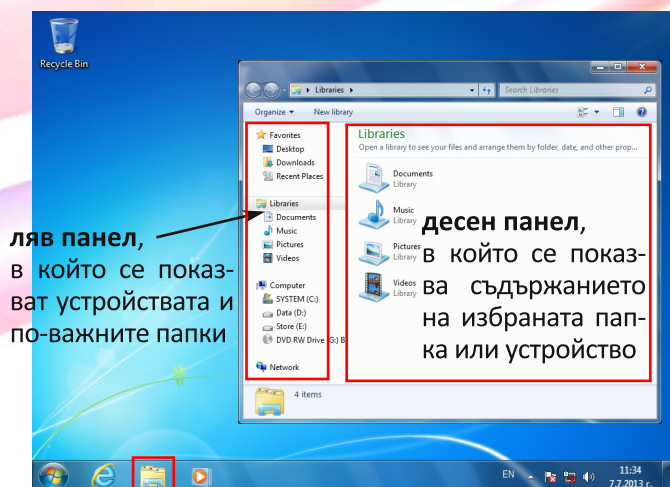 Recycle Bin
Libraries
Search Libraries
Organize
New library
Favorites
Desktop
Downloads
Recent Places
Libraries
Documents
Music
Pictures
Videos
Computer
SYSTEM (C:)
Data (D:)
Store (E:)
DVD RW Drive (G:) B
Network
Libraries
Open a library to see your files and arrange them by folder, date, and other prop...
Documents
Library
Music
Library
Pictures
Library
Videos
Library
ляв панел,
в който се показ-
ват устройствата и
по-важните папки
десен панел,
в който се показ-
ва съдържанието
на избраната пап-
ка или устройство
4 items
EN
11:34
7.7.2013 г.